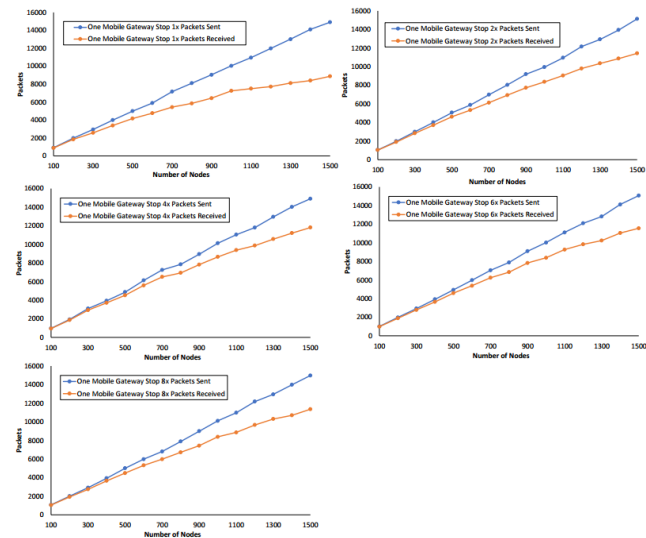 16000
14000
12000
10000
8000
6000
4000
2000
0
Packets
One Mobile Gateway Stop 1x Packets Sent
One Mobile Gateway Stop 1x Packets Received
100 300 500 700 900 1100 1300 1500
Number of Nodes
16000
14000
12000
10000
8000
6000
4000
2000
0
Packets
One Mobile Gateway Stop 2x Packets Sent
One Mobile Gateway Stop 2x Packets Received
100 300 500 700 900 1100 1300 1500
Number of Nodes
16000
14000
12000
10000
8000
6000
4000
2000
0
Packets
One Mobile Gateway Stop 4x Packets Sent
One Mobile Gateway Stop 4x Packets Received
100 300 500 700 900 1100 1300 1500
Number of Nodes
16000
14000
12000
10000
8000
6000
4000
2000
0
Packets
One Mobile Gateway Stop 6x Packets Sent
One Mobile Gateway Stop 6x Packets Received
100 300 500 700 900 1100 1300 1500
Number of Nodes
16000
14000
12000
10000
8000
6000
4000
2000
0
Packets
One Mobile Gateway Stop 8x Packets Sent
One Mobile Gateway Stop 8x Packets Received
100 300 500 700 900 1100 1300 1500
Number of Nodes